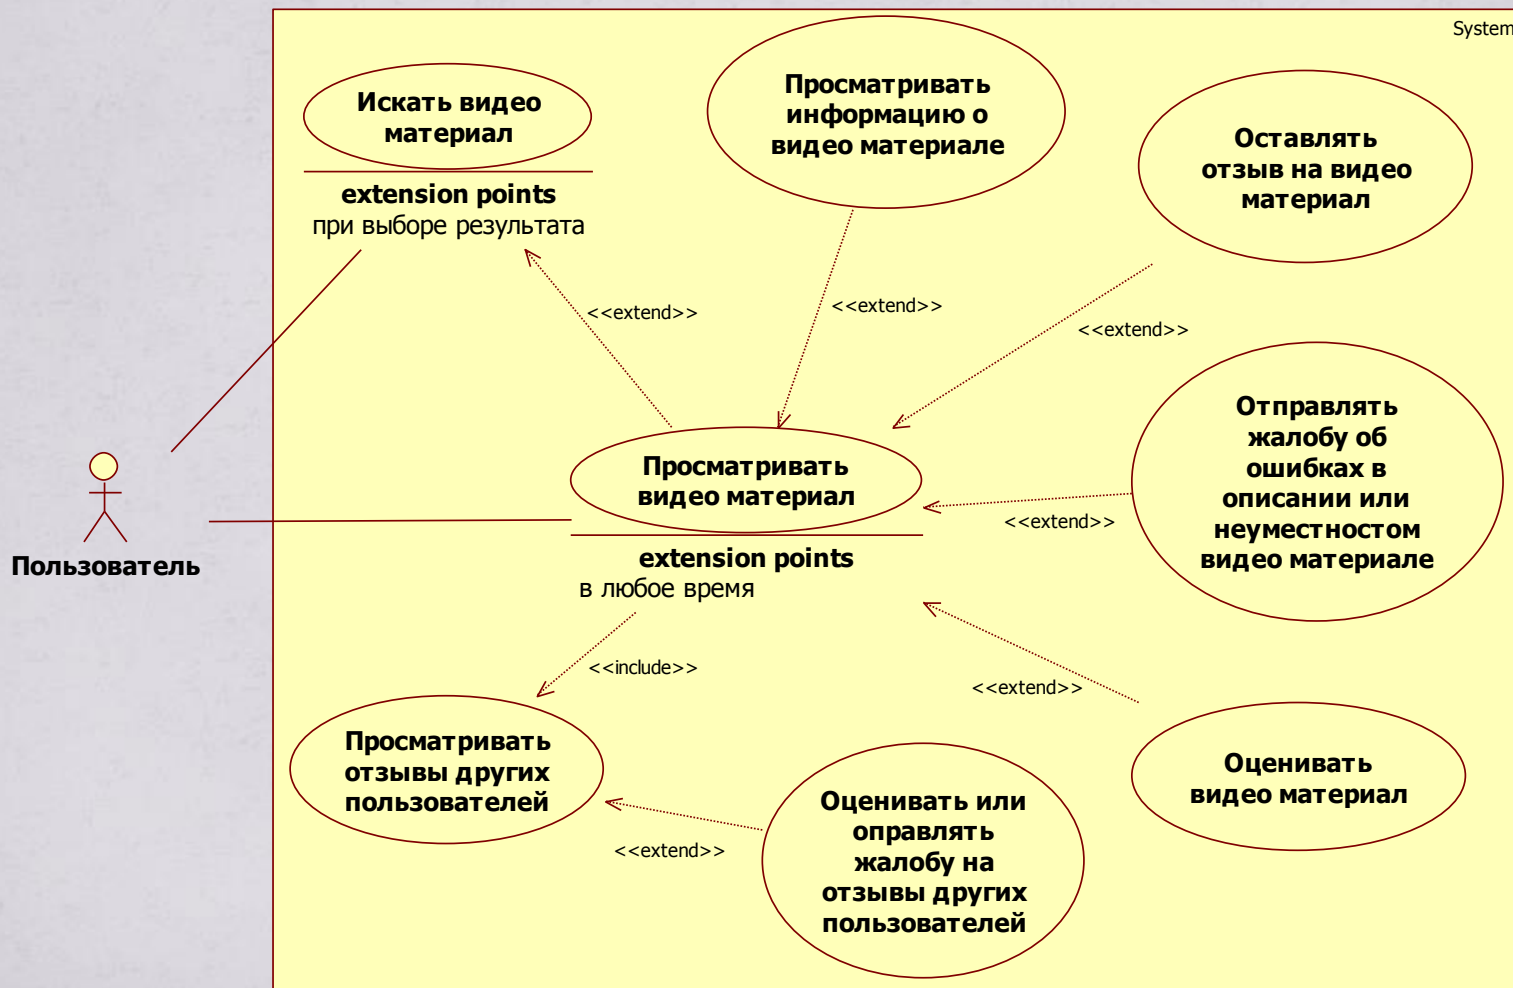 System
Искать видео
материал
extension points
при выборе результата
Просматривать
информацию о
видео материале
Оставлять
отзыв на видео
материал
<<extend>>
<<extend>>
<<extend>>
Просматривать
видео материал
extension points
в любое время
Отправлять
жалобу об
ошибках в
описании или
неуместностом
видео материале
<<extend>>
Пользователь
<<include>>
<<extend>>
Просматривать
отзывы других
пользователей
<<extend>>
Оценивать или
оправлять
жалобу на
отзывы других
пользователей
Оценивать
видео материал